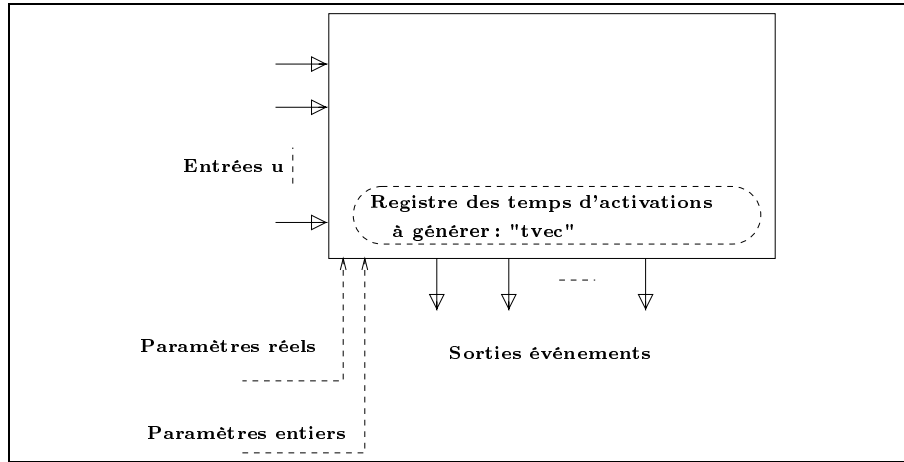 Entrées u
Registre des temps d'activations
à générer: "tvec"
Paramètres réels
Sorties événements
Paramètres entiers